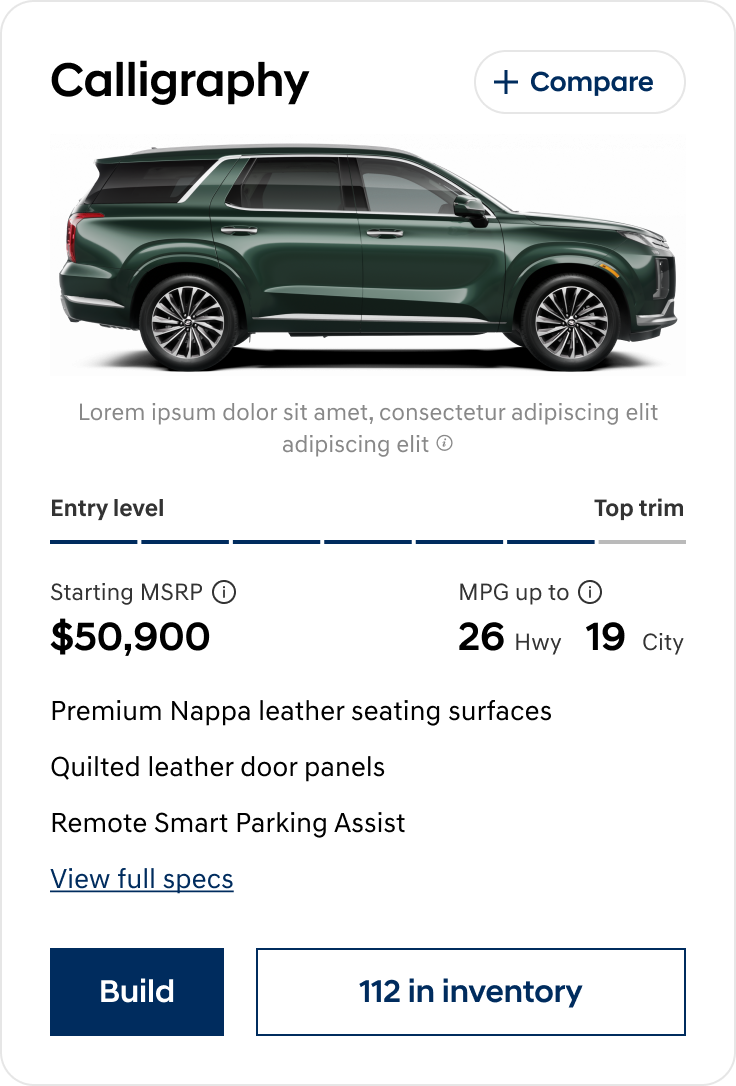 Calligraphy
+ Compare
Lorem ipsum dolor sit amet, consectetur adipiscing elit
adipiscing elit ⓘ
Entry level Top trim
Starting MSRP ⓘ MPG up to ⓘ
$50,900 26 Hwy 19 City
Premium Nappa leather seating surfaces
Quilted leather door panels
Remote Smart Parking Assist
View full specs
Build 112 in inventory